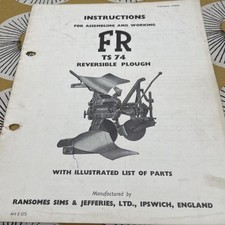 INSTRUCTIONS
FOR ASSEMBLING AND WORKING
FR
TS 74
REVERSIBLE PLOUGH
WITH ILLUSTRATED LIST OF PARTS
Manufactured by
RANSOMES SIMS & JEFFERIES, LTD., IPSWICH, ENGLAND